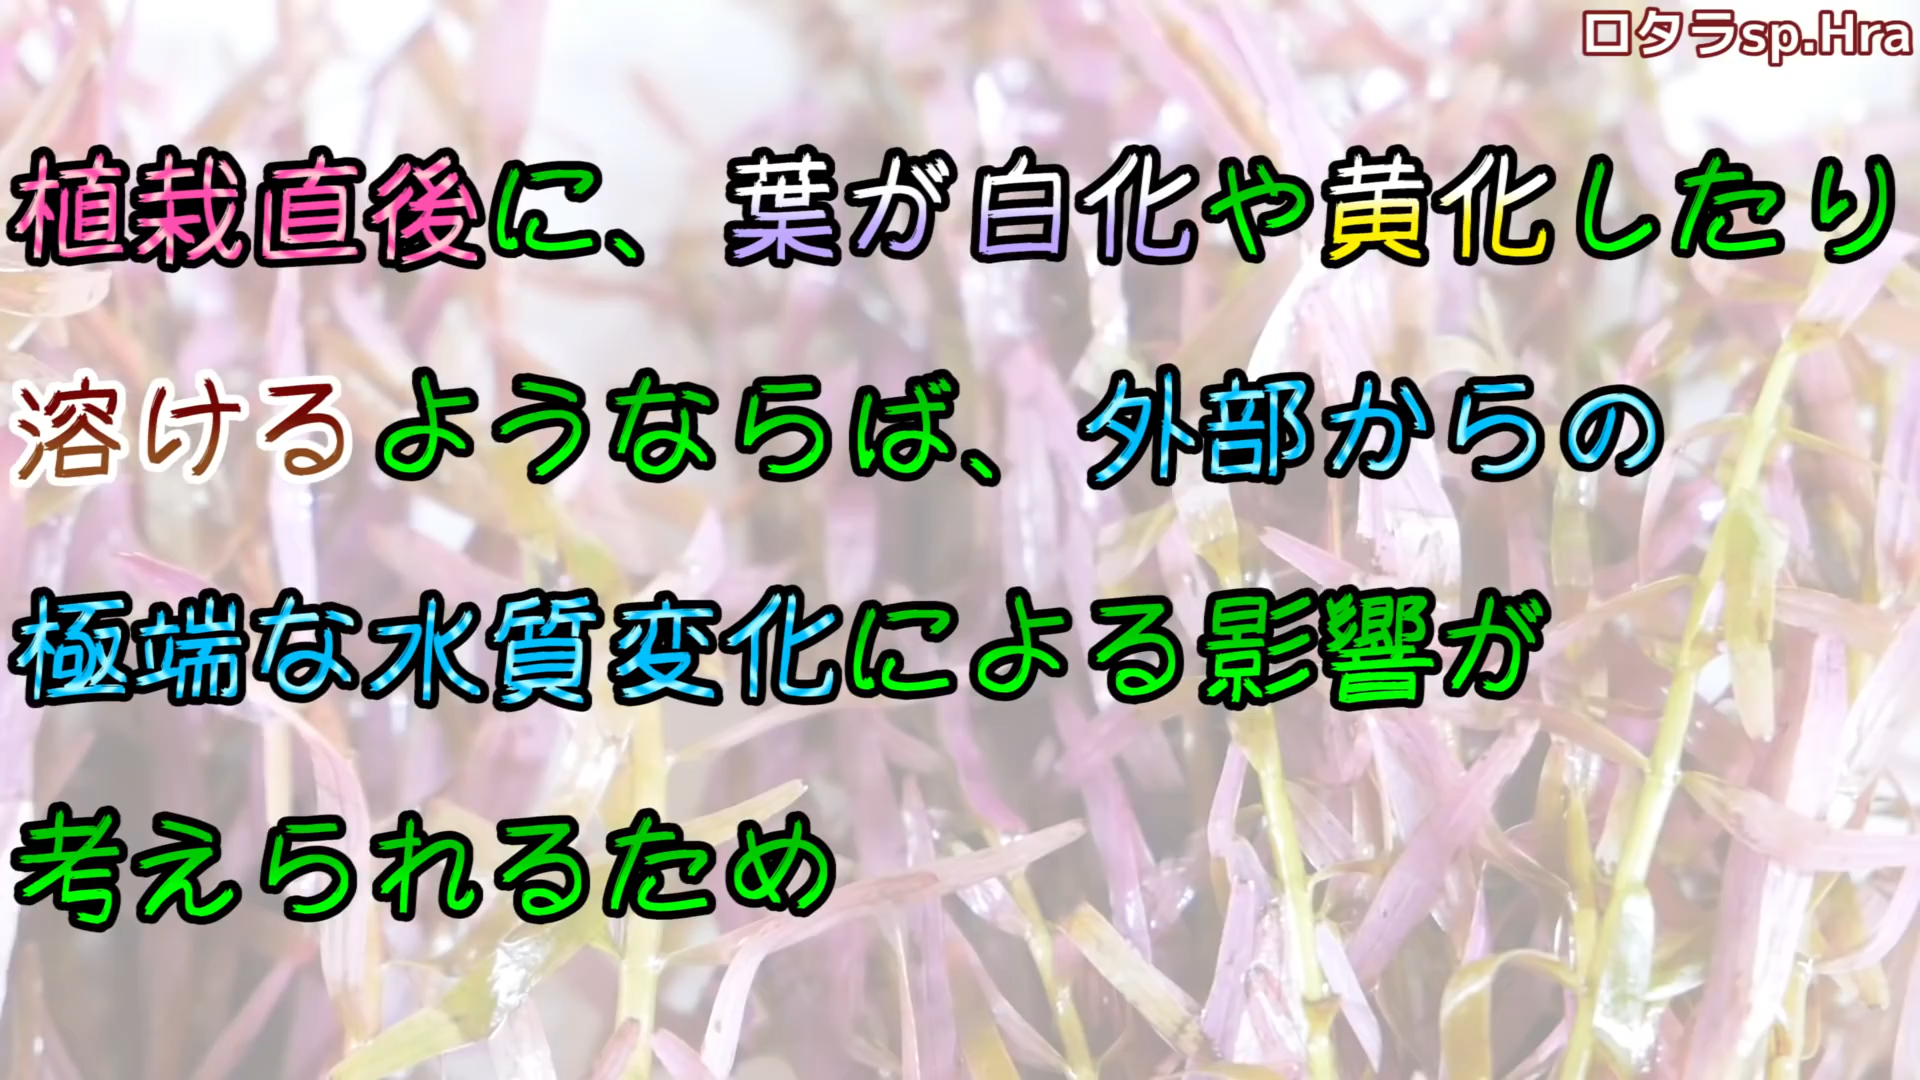 ロタラsp.Hra
植栽直後に、葉が白化や黄化したり
溶けるようならば、外部からの
極端な水質変化による影響が
考えられるため